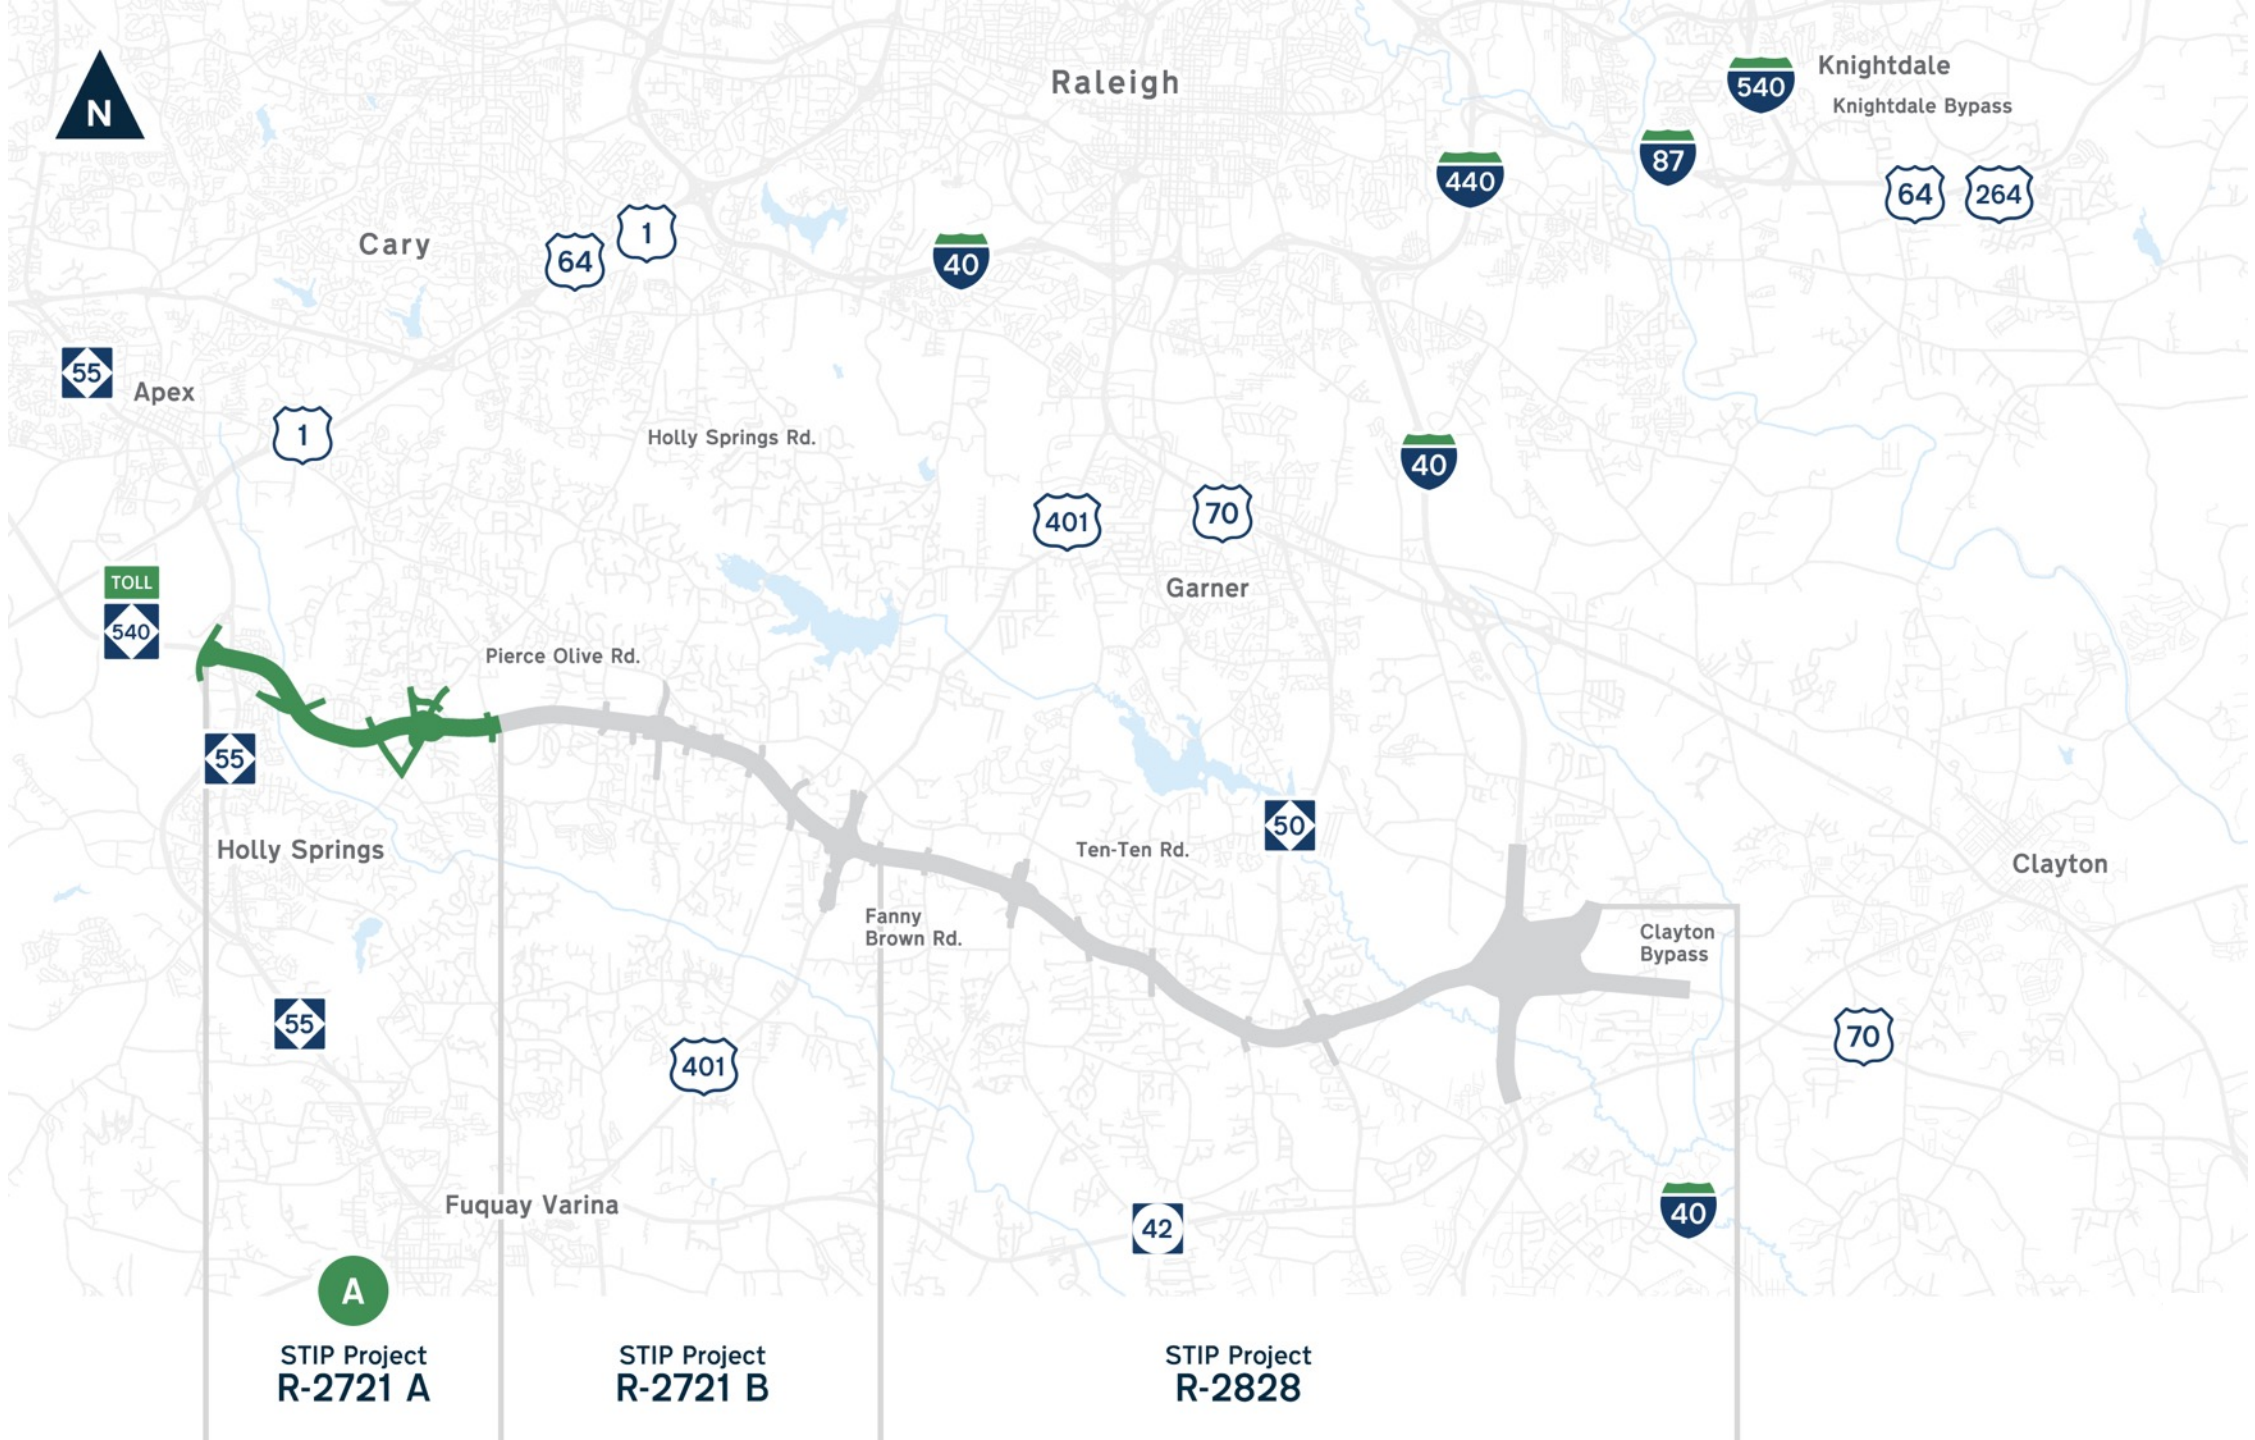 N
Raleigh
540
Knightdale
Knightdale Bypass
87
440
64
264
Cary
64
1
40
55
Apex
1
Holly Springs Rd.
40
401
70
Garner
TOLL
540
Pierce Olive Rd.
55
Holly Springs
Ten-Ten Rd.
50
Clayton
Fanny
Brown Rd.
Clayton
Bypass
55
401
70
Fuquay Varina
42
40
A
STIP Project
R-2721 A
STIP Project
R-2721 B
STIP Project
R-2828